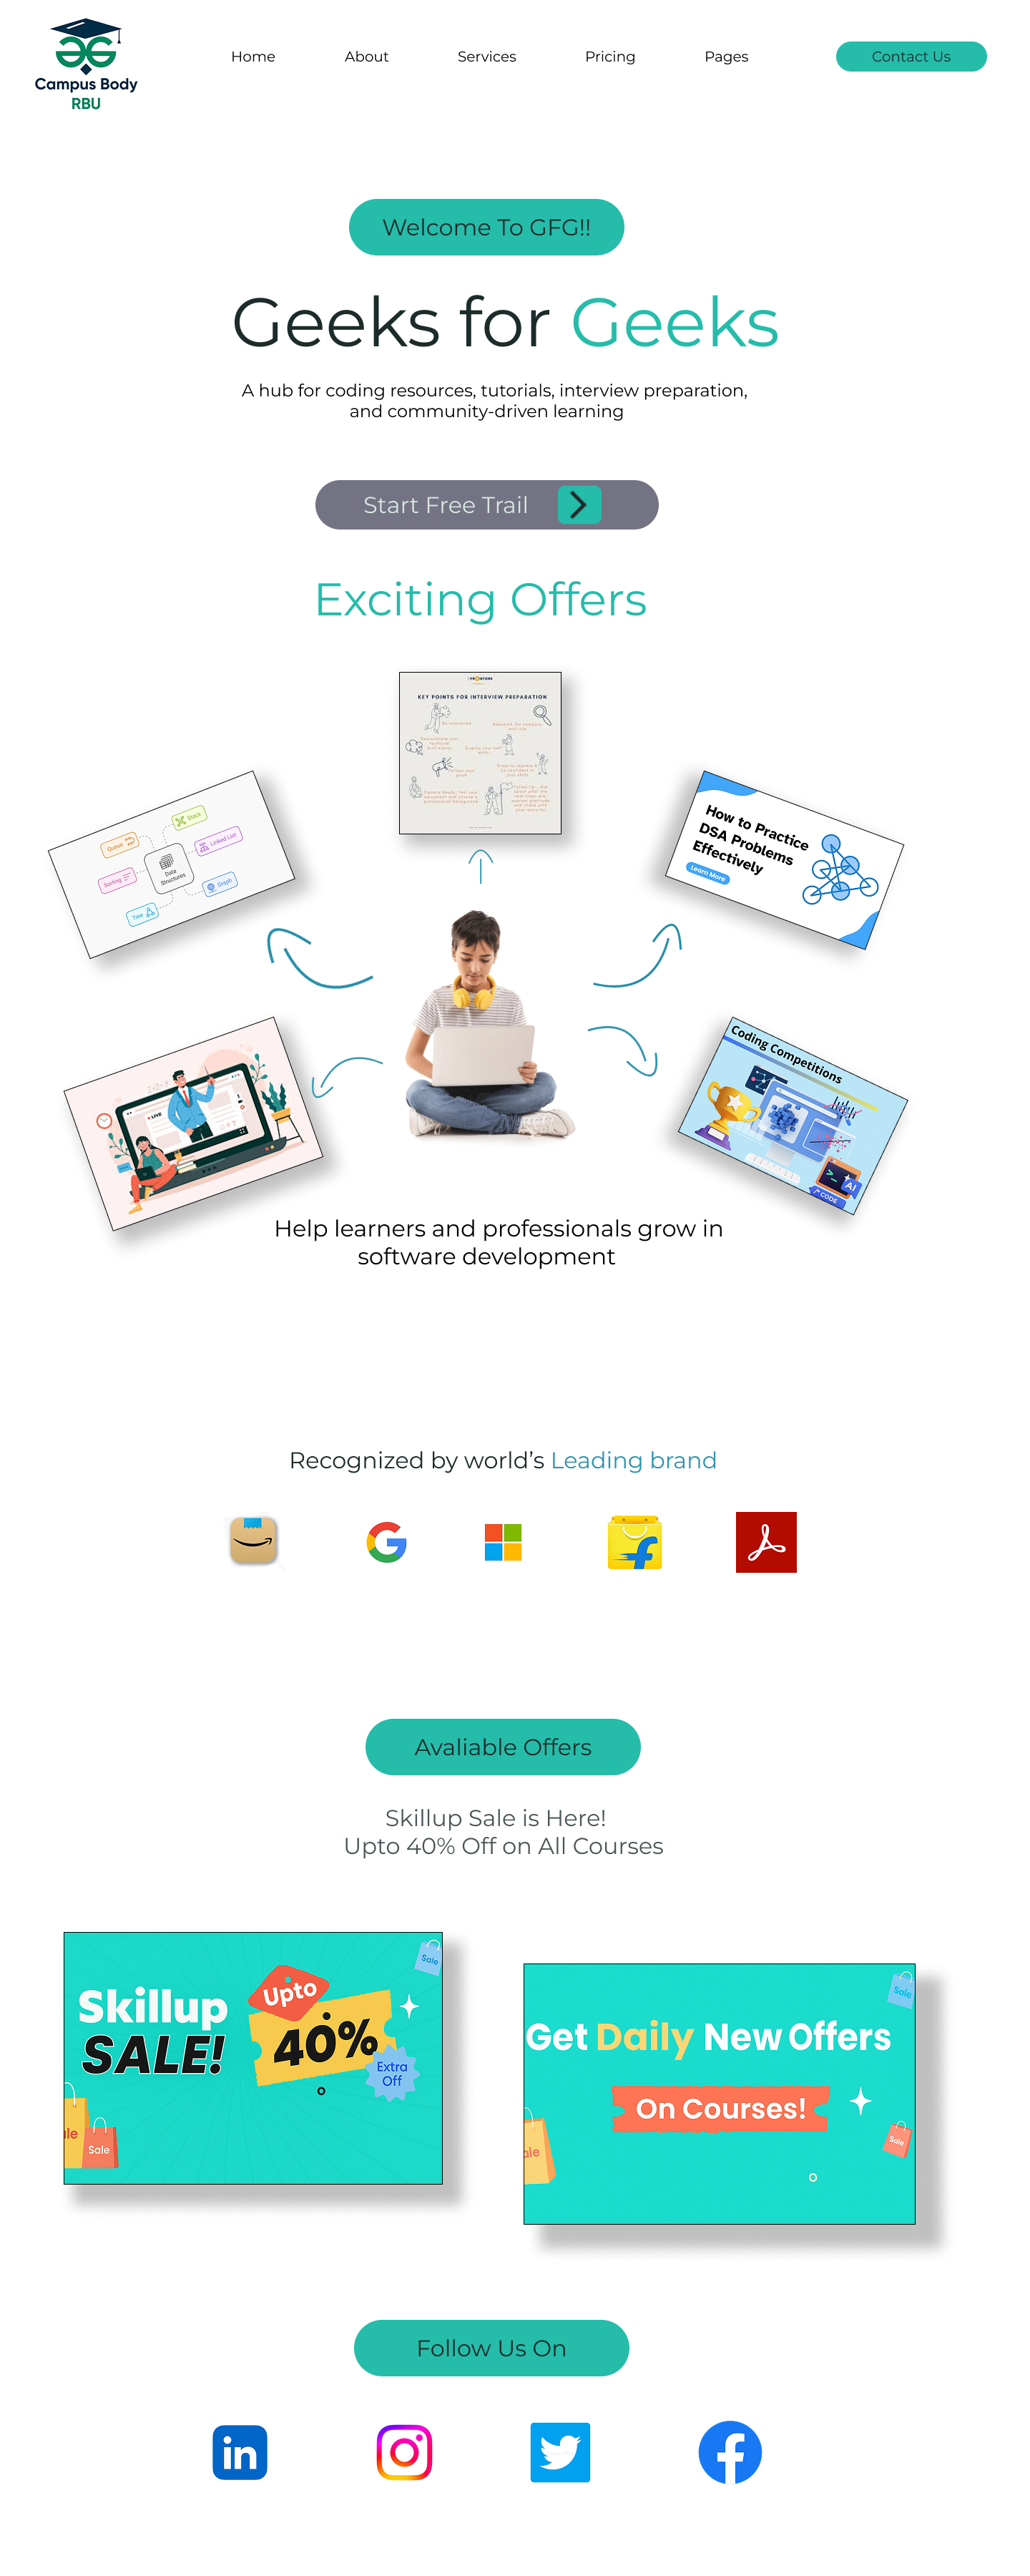 Campus Body
RBU
Home
About
Services
Pricing
Pages
Contact Us
Welcome To GFG!!
Geeks for Geeks
A hub for coding resources, tutorials, interview preparation,
and community-driven learning
Start Free Trail
Exciting Offers
KEY POINTS FOR INTERVIEW PREPARATION
Queue
Stack
Sorting
Data
Structures
Linked List
Tree
Graph
How to Practice
DSA Problems
Effectively
Learn More
LIVE
Coding Competitions
AI
CODE
Help learners and professionals grow in
software development
Recognized by world's Leading brand
Avaliable Offers
Skillup Sale is Here!
Upto 40% Off on All Courses
Skillup
SALE!
Upto
40%
Extra
Off
Sale
Sale
Get Daily New Offers
On Courses!
Sale
Sale
Follow Us On
in